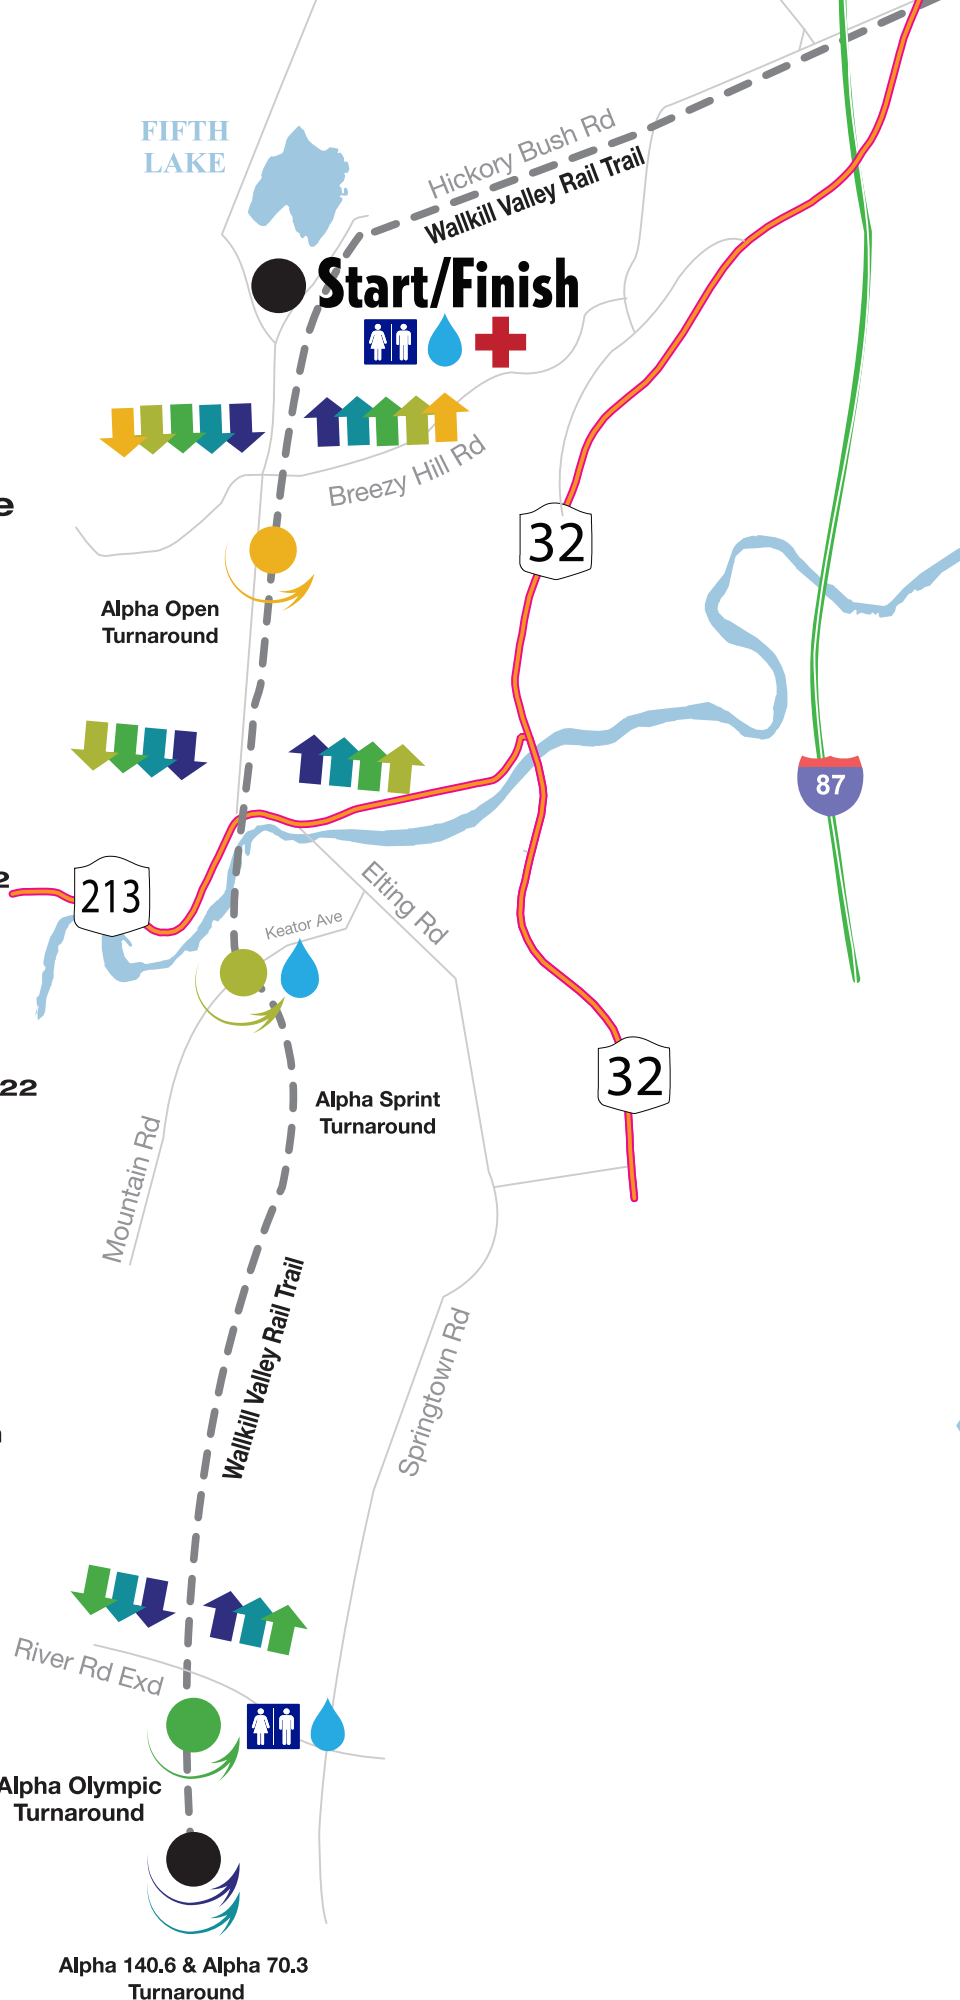 FIFTH
LAKE
Hickory Bush Rd
Wallkill Valley Rail Trail
Start/Finish
Breezy Hill Rd
e
32
Alpha Open
Turnaround
87
213
Elting Rd
Keator Ave
32
22
Alpha Sprint
Turnaround
Mountain Rd
Wallkill Valley Rail Trail
Springtown Rd
River Rd Exd
Alpha Olympic
Turnaround
Alpha 140.6 & Alpha 70.3
Turnaround